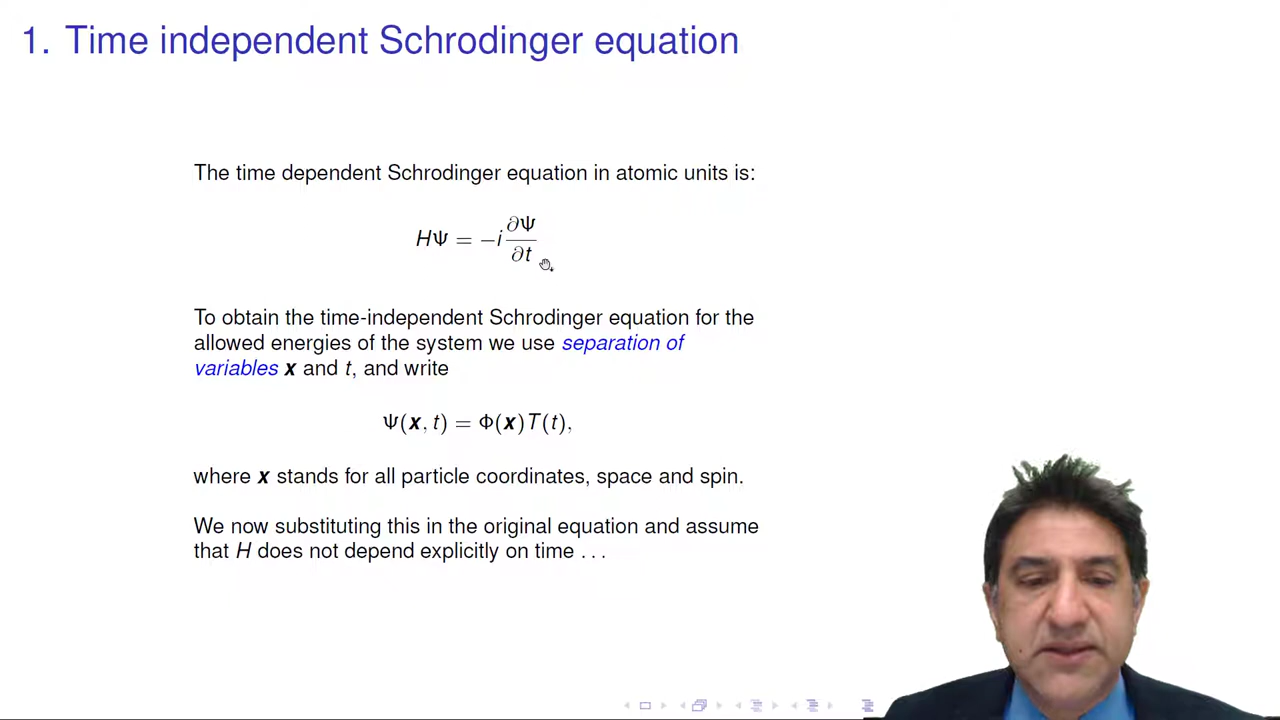 1. Time independent Schrodinger equation
The time dependent Schrodinger equation in atomic units is:
HΨ = −i ∂Ψ/∂t
To obtain the time-independent Schrodinger equation for the
allowed energies of the system we use separation of
variables x and t, and write
Ψ(x, t) = Φ(x)T(t),
where x stands for all particle coordinates, space and spin.
We now substituting this in the original equation and assume
that H does not depend explicitly on time . . .